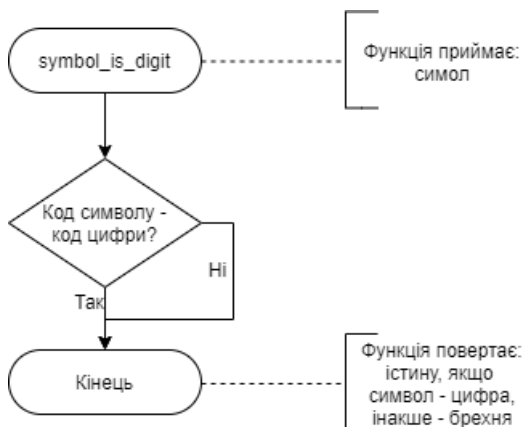 symbol_is_digit
Функція приймає:
симол
Код символу -
код цифри?
Ні
Так
Кінець
Функція повертає:
істину, якщо
символ - цифра,
інакше - брехня